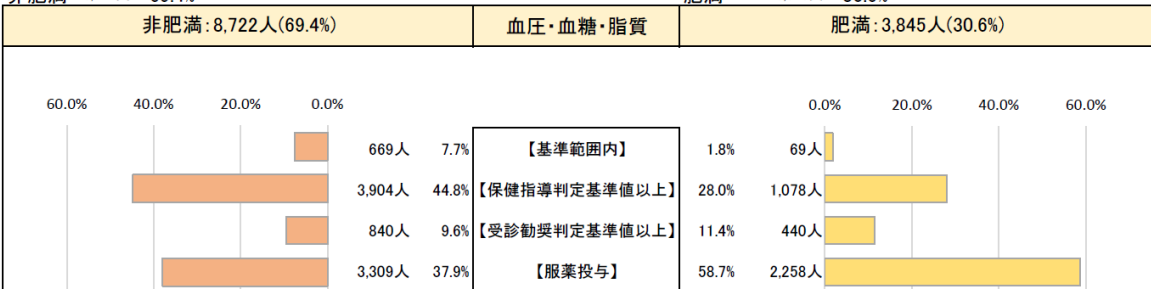 非肥満:8,722人(69.4%) 血圧・血糖・脂質 肥満:3,845人(30.6%)
60.0% 40.0% 20.0% 0.0% 0.0% 20.0% 40.0% 60.0%
669人 7.7% 【基準範囲内】 1.8% 69人
3,904人 44.8% 【保健指導判定基準値以上】 28.0% 1,078人
840人 9.6% 【受診勧奨判定基準値以上】 11.4% 440人
3,309人 37.9% 【服薬投与】 58.7% 2,258人